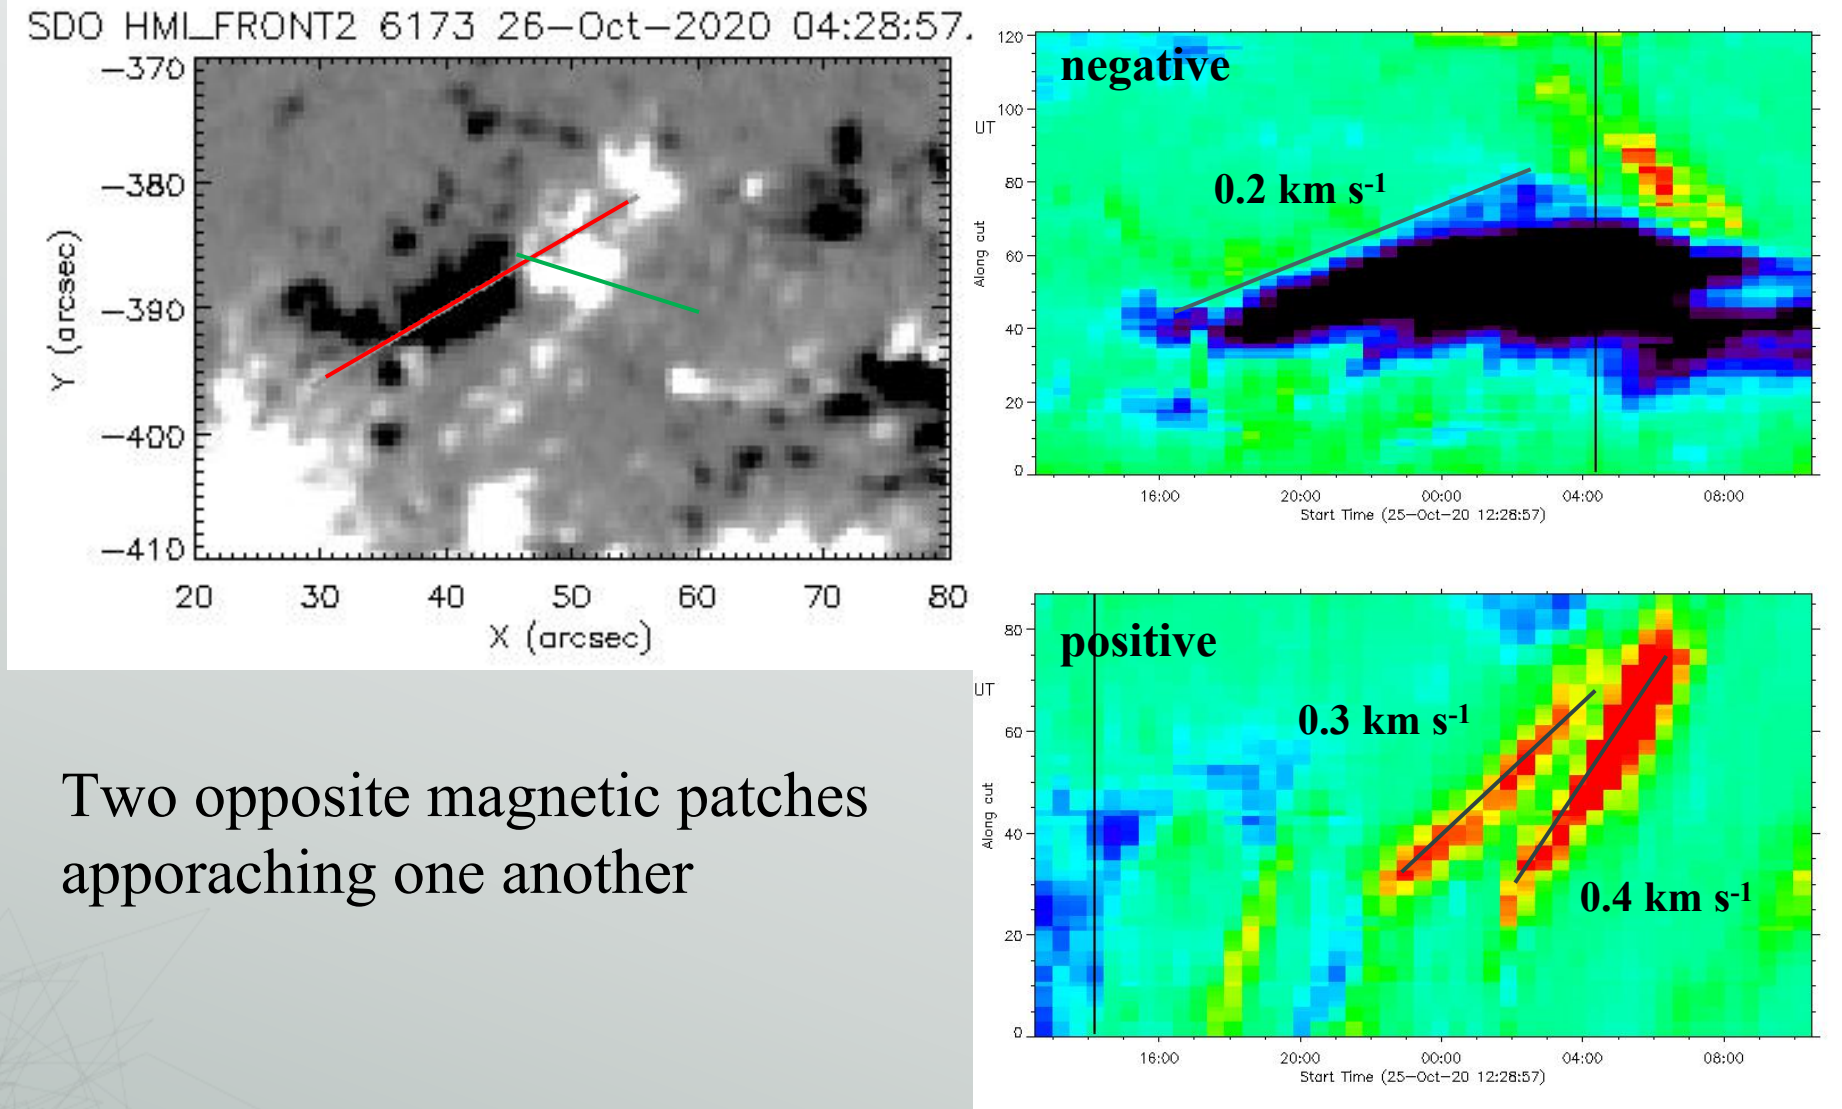 SDO HMI_FRONT2 6173 26-Oct-2020 04:28:57.
-370
-380
-390
-400
-410
Y (arcsec)
20 30 40 50 60 70 80
X (arcsec)
Two opposite magnetic patches
apporaching one another
negative
0.2 km s-1
120
100
80
60
40
20
0
UT
Along cut
16:00 20:00 00:00 04:00 08:00
Start Time (25-Oct-20 12:28:57)
positive
0.3 km s-1
0.4 km s-1
80
60
40
20
0
UT
Along cut
16:00 20:00 00:00 04:00 08:00
Start Time (25-Oct-20 12:28:57)